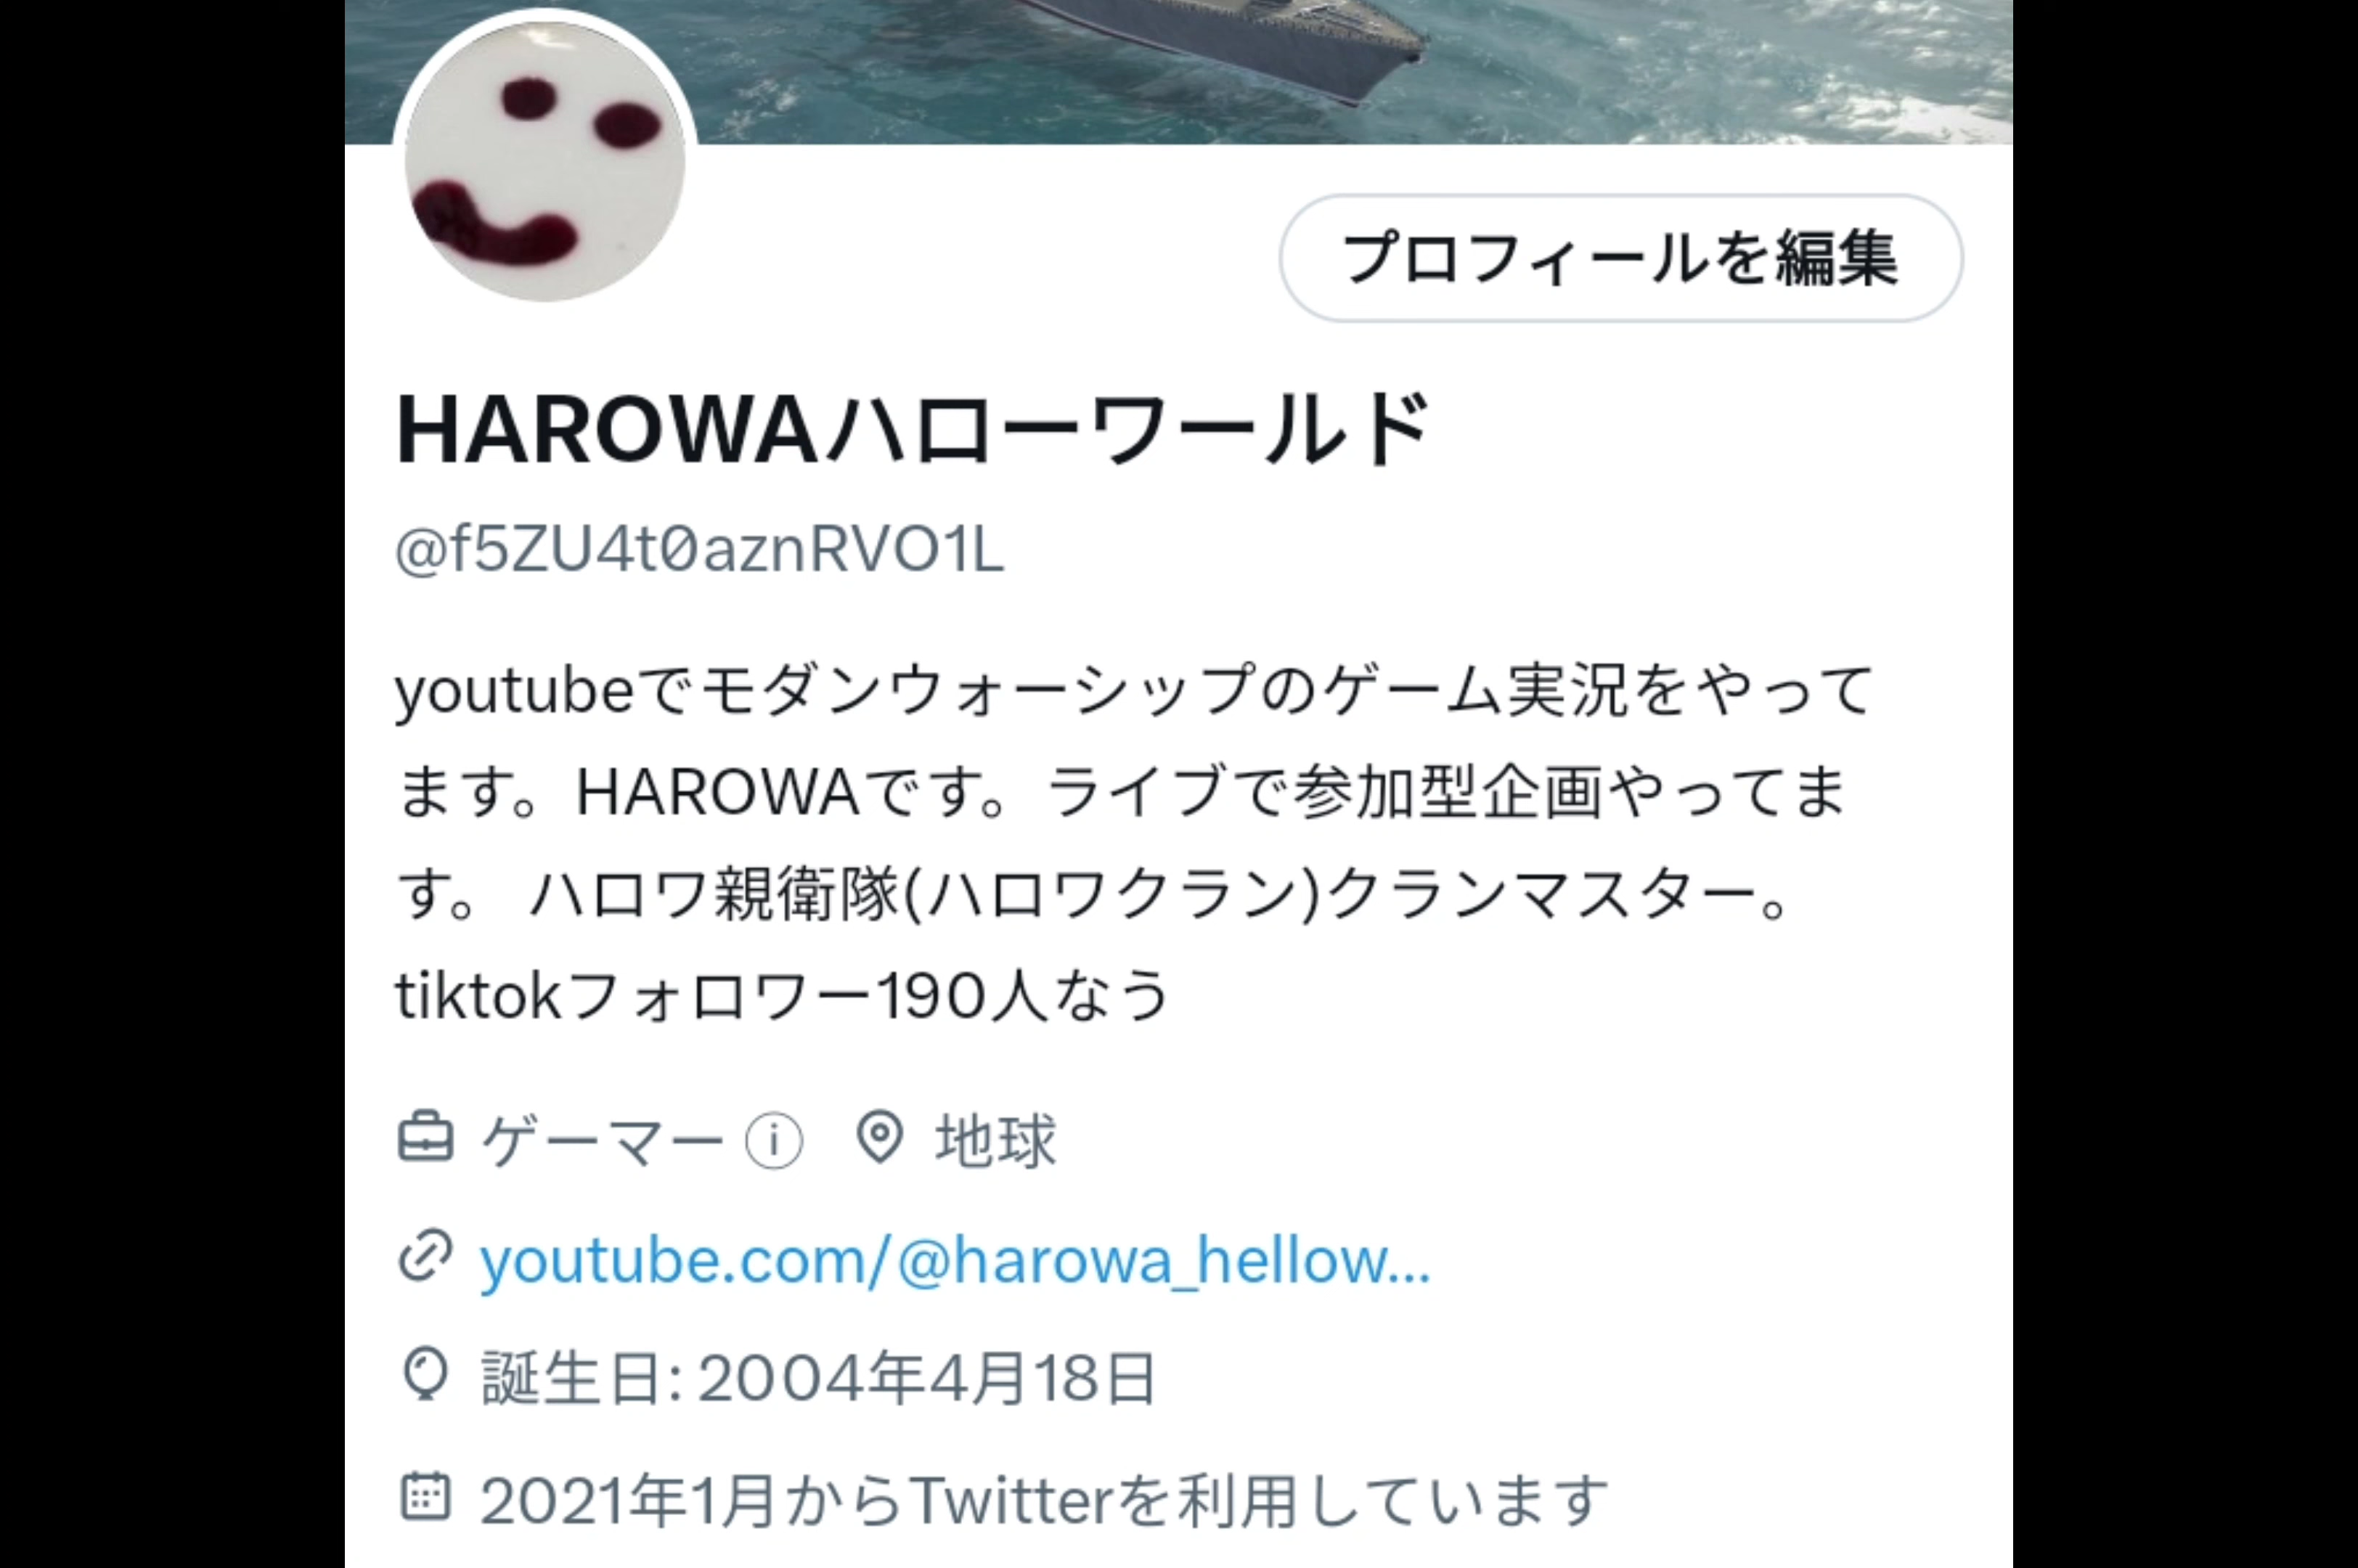 プロフィールを編集
HAROWAハローワールド
@f5ZU4t0aznRVO1L
youtubeでモダンウォーシップのゲーム実況をやって
ます。HAROWAです。ライブで参加型企画やってま
す。 ハロワ親衛隊(ハロワクラン)クランマスター。
tiktokフォロワー190人なう
ゲーマー ⓘ 地球
youtube.com/@harowa_hellow...
誕生日: 2004年4月18日
2021年1月からTwitterを利用しています